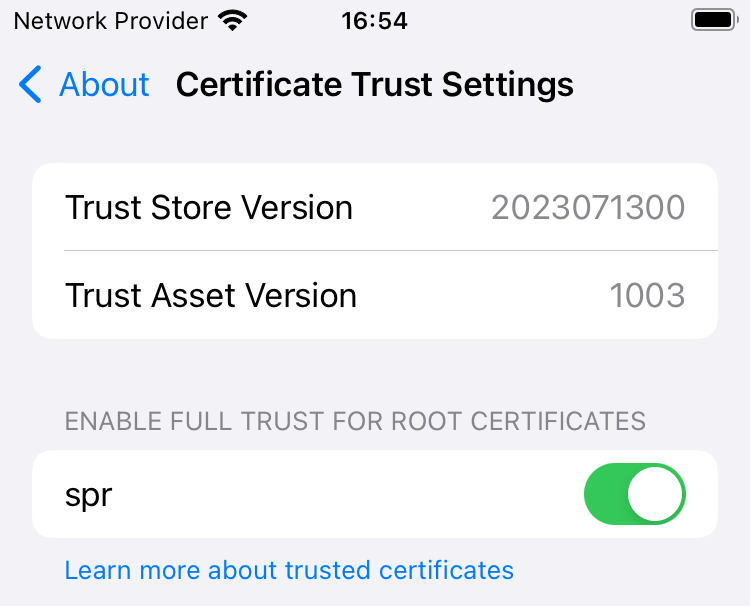 Network Provider 16:54
About Certificate Trust Settings
Trust Store Version 2023071300
Trust Asset Version 1003
ENABLE FULL TRUST FOR ROOT CERTIFICATES
spr
Learn more about trusted certificates